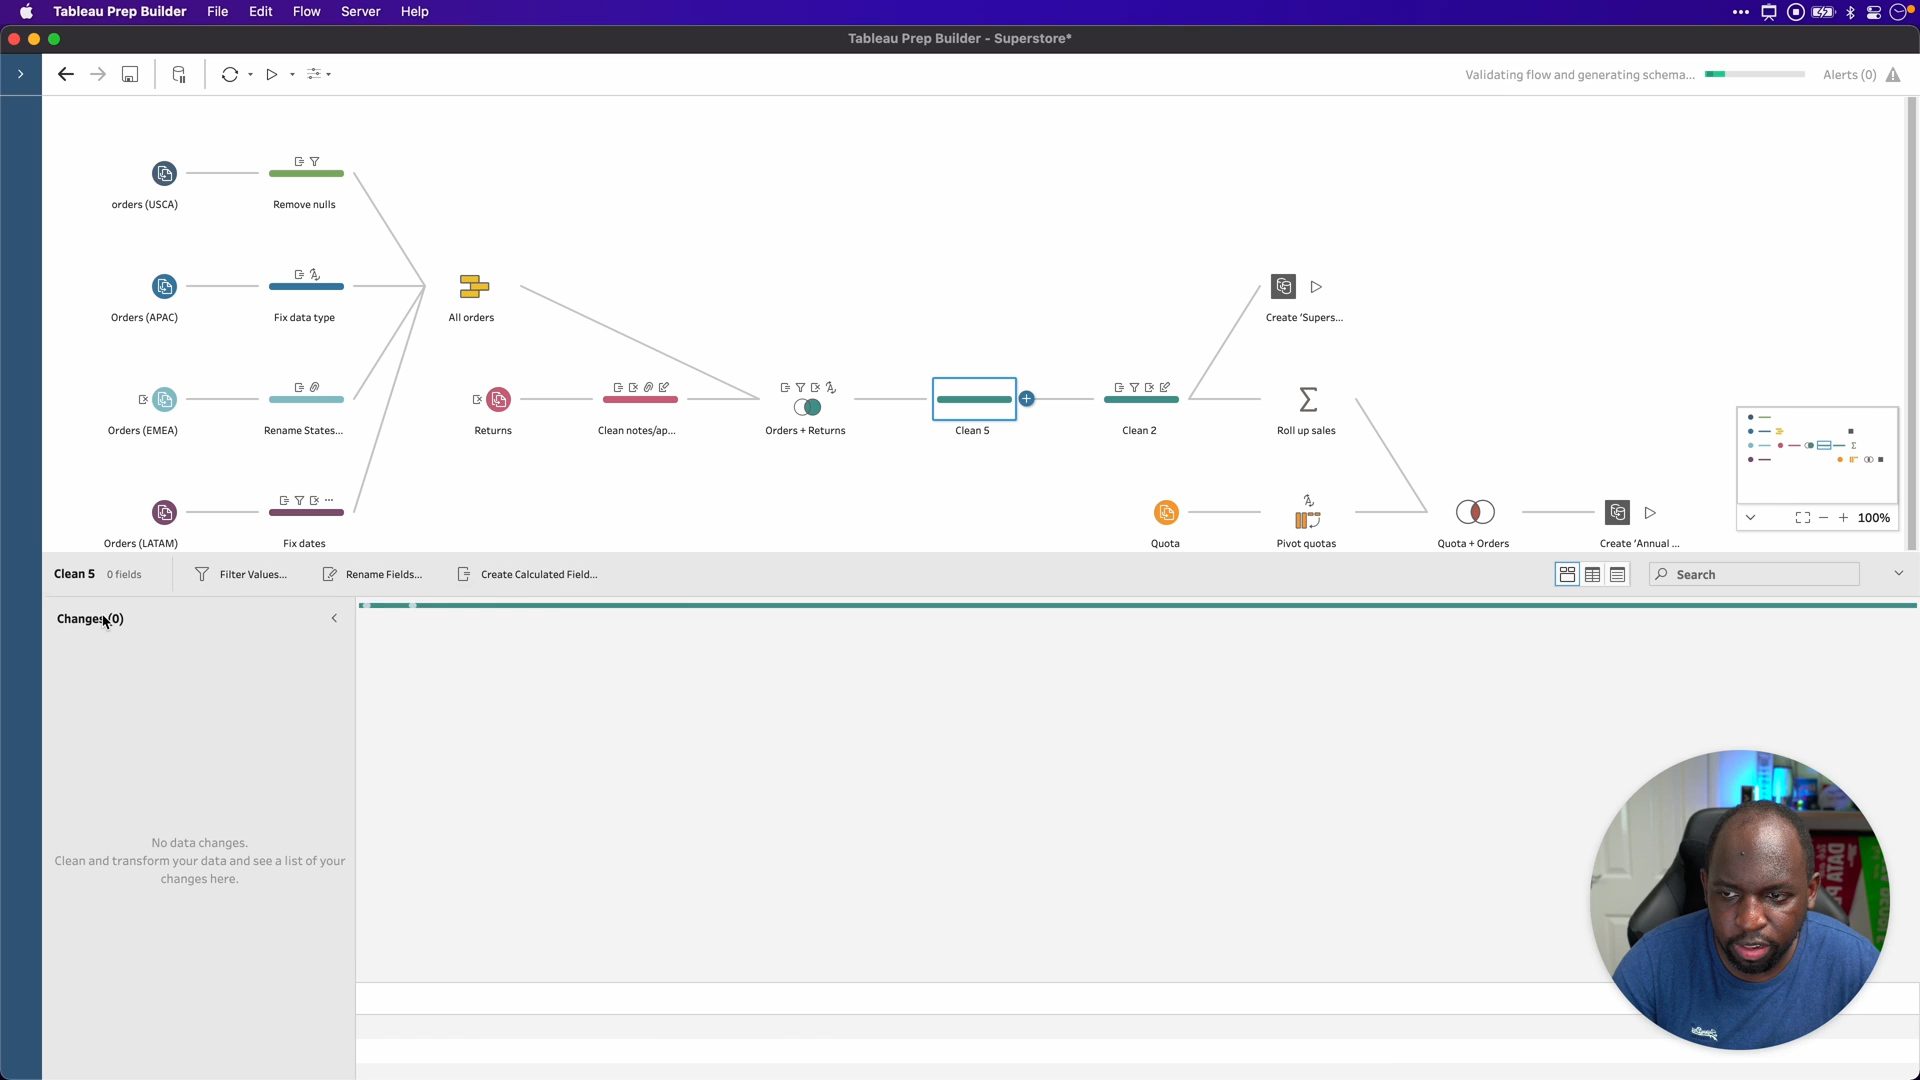 Tableau Prep Builder File Edit Flow Server Help
Tableau Prep Builder - Superstore*
Validating flow and generating schema... Alerts (0)
orders (USCA)
Remove nulls
Orders (APAC)
Fix data type
All orders
Create 'Supers...
Orders (EMEA)
Rename States...
Returns
Clean notes/ap...
Orders + Returns
Clean 5
Clean 2
Roll up sales
100%
Orders (LATAM)
Fix dates
Quota
Pivot quotas
Quota + Orders
Create 'Annual ...
Clean 5 0 fields Filter Values... Rename Fields... Create Calculated Field... Search
Changes (0)
No data changes.
Clean and transform your data and see a list of your
changes here.